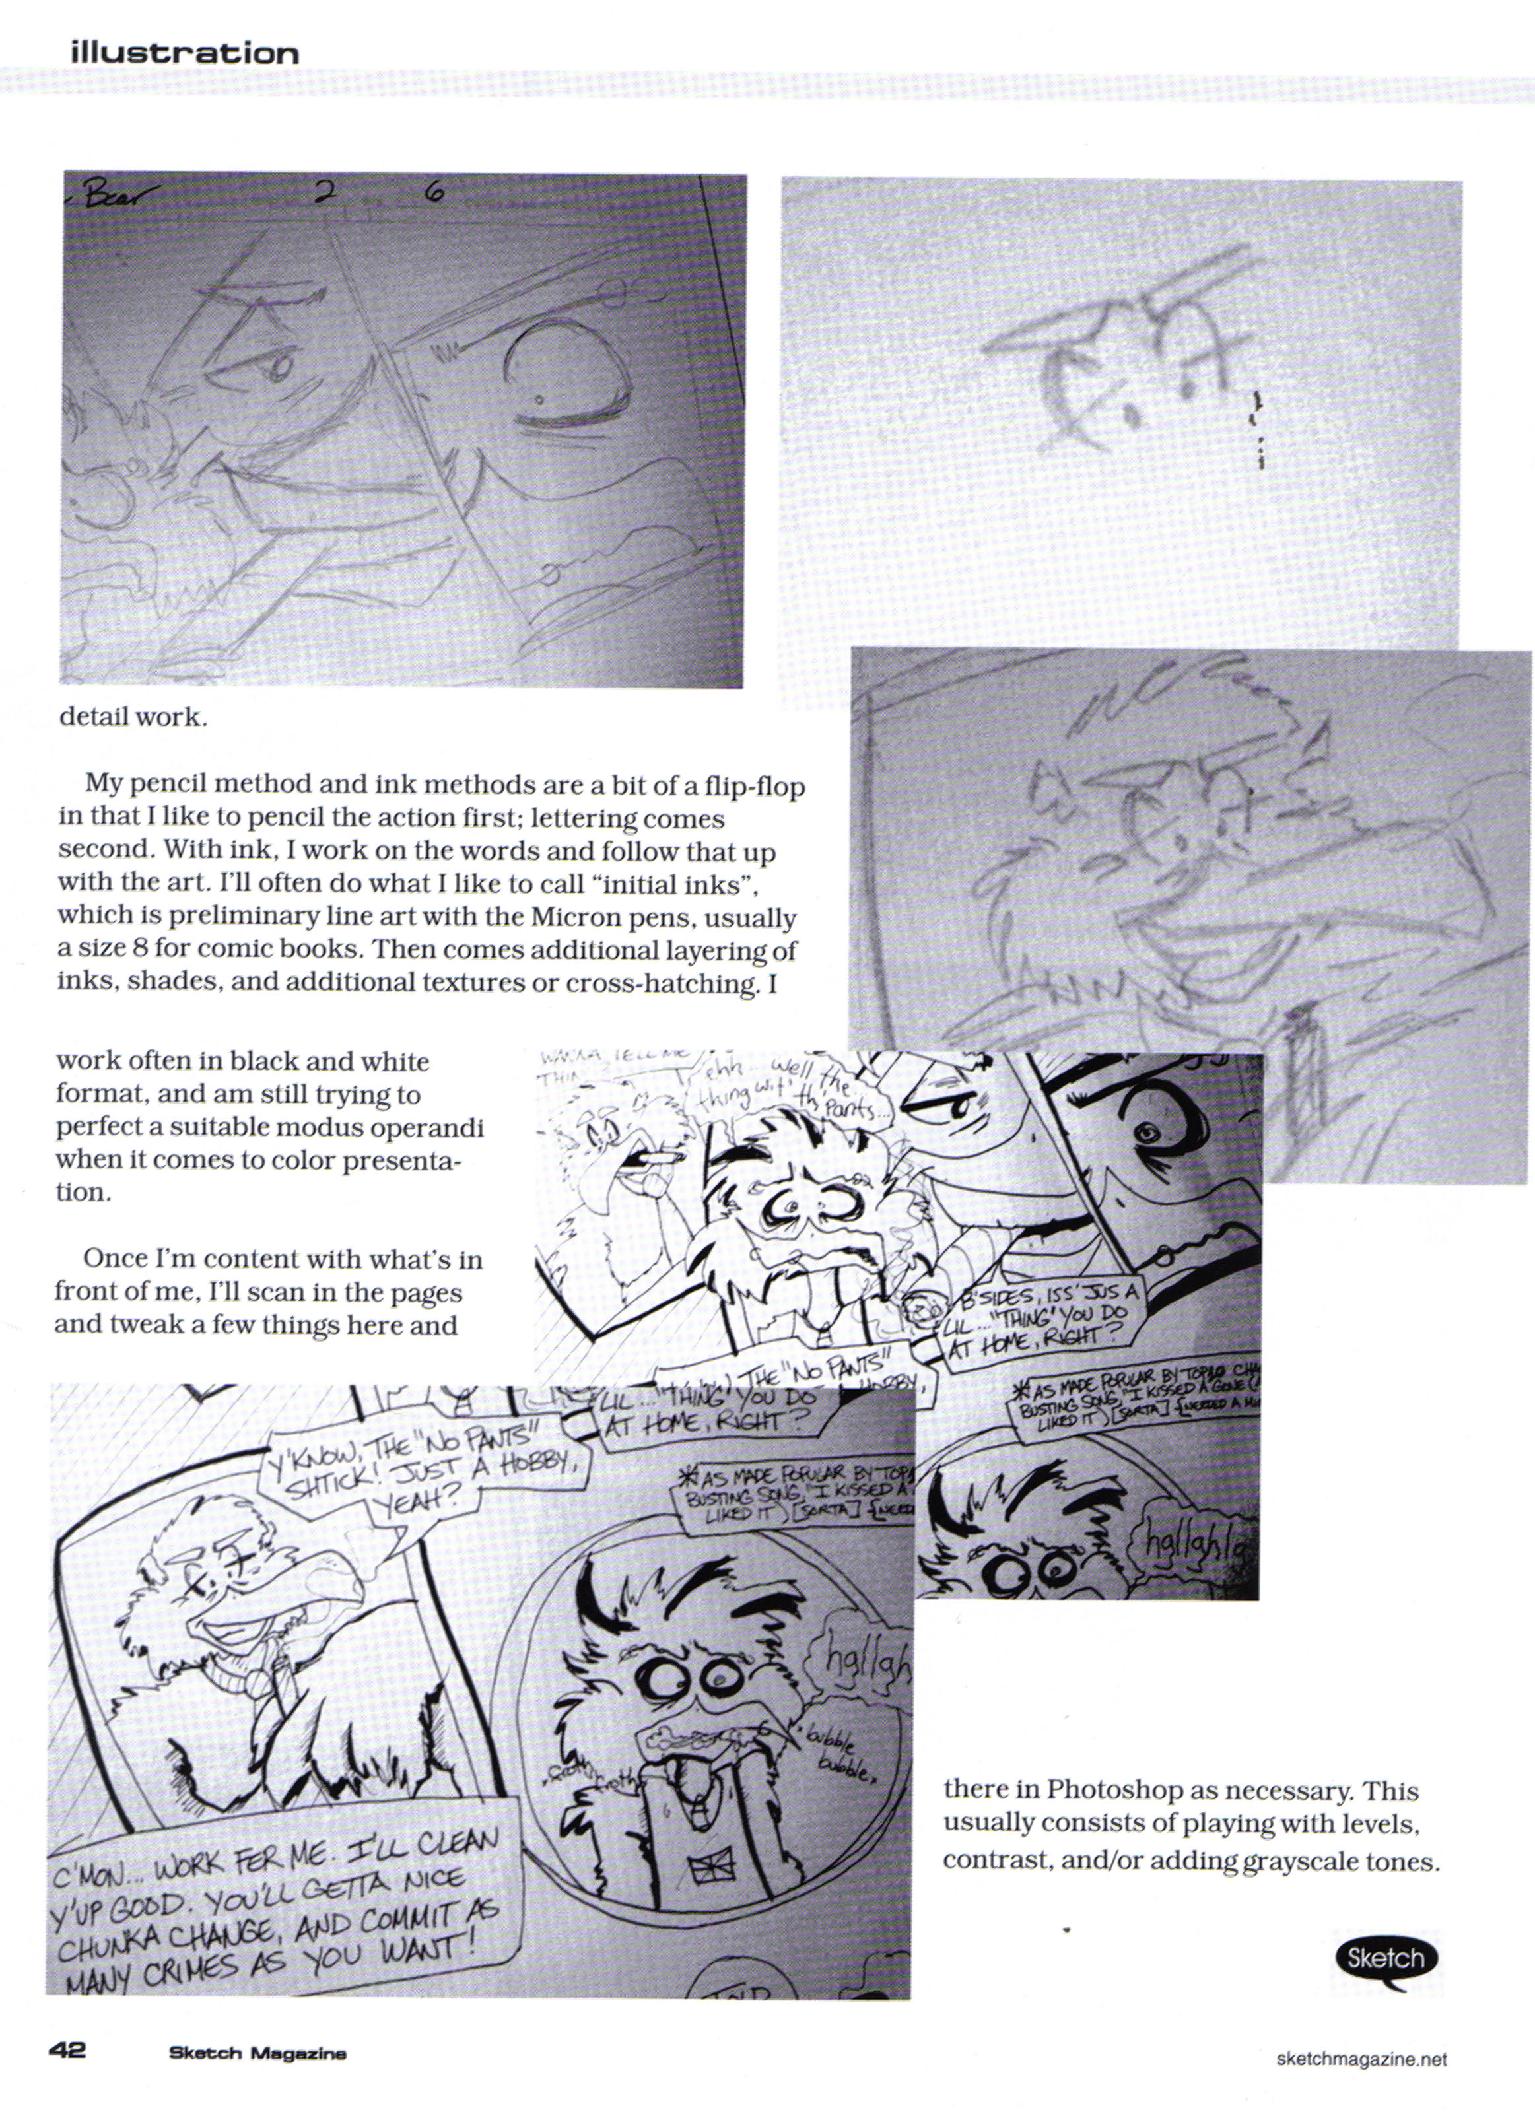 illustration
Bear 2 6
detail work.
My pencil method and ink methods are a bit of a flip-flop
in that I like to pencil the action first; lettering comes
second. With ink, I work on the words and follow that up
with the art. I'll often do what I like to call “initial inks”,
which is preliminary line art with the Micron pens, usually
a size 8 for comic books. Then comes additional layering of
inks, shades, and additional textures or cross-hatching. I
work often in black and white
format, and am still trying to
perfect a suitable modus operandi
when it comes to color presenta-
tion.
Once I'm content with what's in
front of me, I'll scan in the pages
and tweak a few things here and
WANNA TELL ME
THIN
ehh... well the
thing wit' th' pants...
B'SIDES, ISS' JUS A
LIL... "THING" YOU DO
AT HOME, RIGHT?
THE "NO PANTS"
HOBBY,
*AS MADE POPULAR BY
BUSTING SONG, "I KISSED A
LIKED IT") [SORTA] {NEEDED A
hgllahlg
LIL... "THING" YOU DO
AT HOME, RIGHT?
Y'KNOW, THE "NO PANTS"
SHTICK! JUST A HOBBY,
YEAH?
*AS MADE POPULAR BY TOP
BUSTING SONG, "I KISSED A
LIKED IT") [SORTA] {NEED
hgllah
bubble
bubble
froth
froth
C'MON... WORK FER ME. I'LL CLEAN
Y'UP GOOD. YOU'LL GETTA NICE
CHUNKA CHANGE, AND COMMIT AS
MANY CRIMES AS YOU WANT!
there in Photoshop as necessary. This
usually consists of playing with levels,
contrast, and/or adding grayscale tones.
Sketch
42 Sketch Magazine
sketchmagazine.net